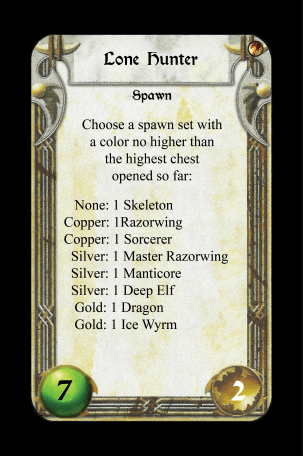 Lone Hunter
Spawn
Choose a spawn set with
a color no higher than
the highest chest
opened so far:
None: 1 Skeleton
Copper: 1Razorwing
Copper: 1 Sorcerer
Silver: 1 Master Razorwing
Silver: 1 Manticore
Silver: 1 Deep Elf
Gold: 1 Dragon
Gold: 1 Ice Wyrm
7
2